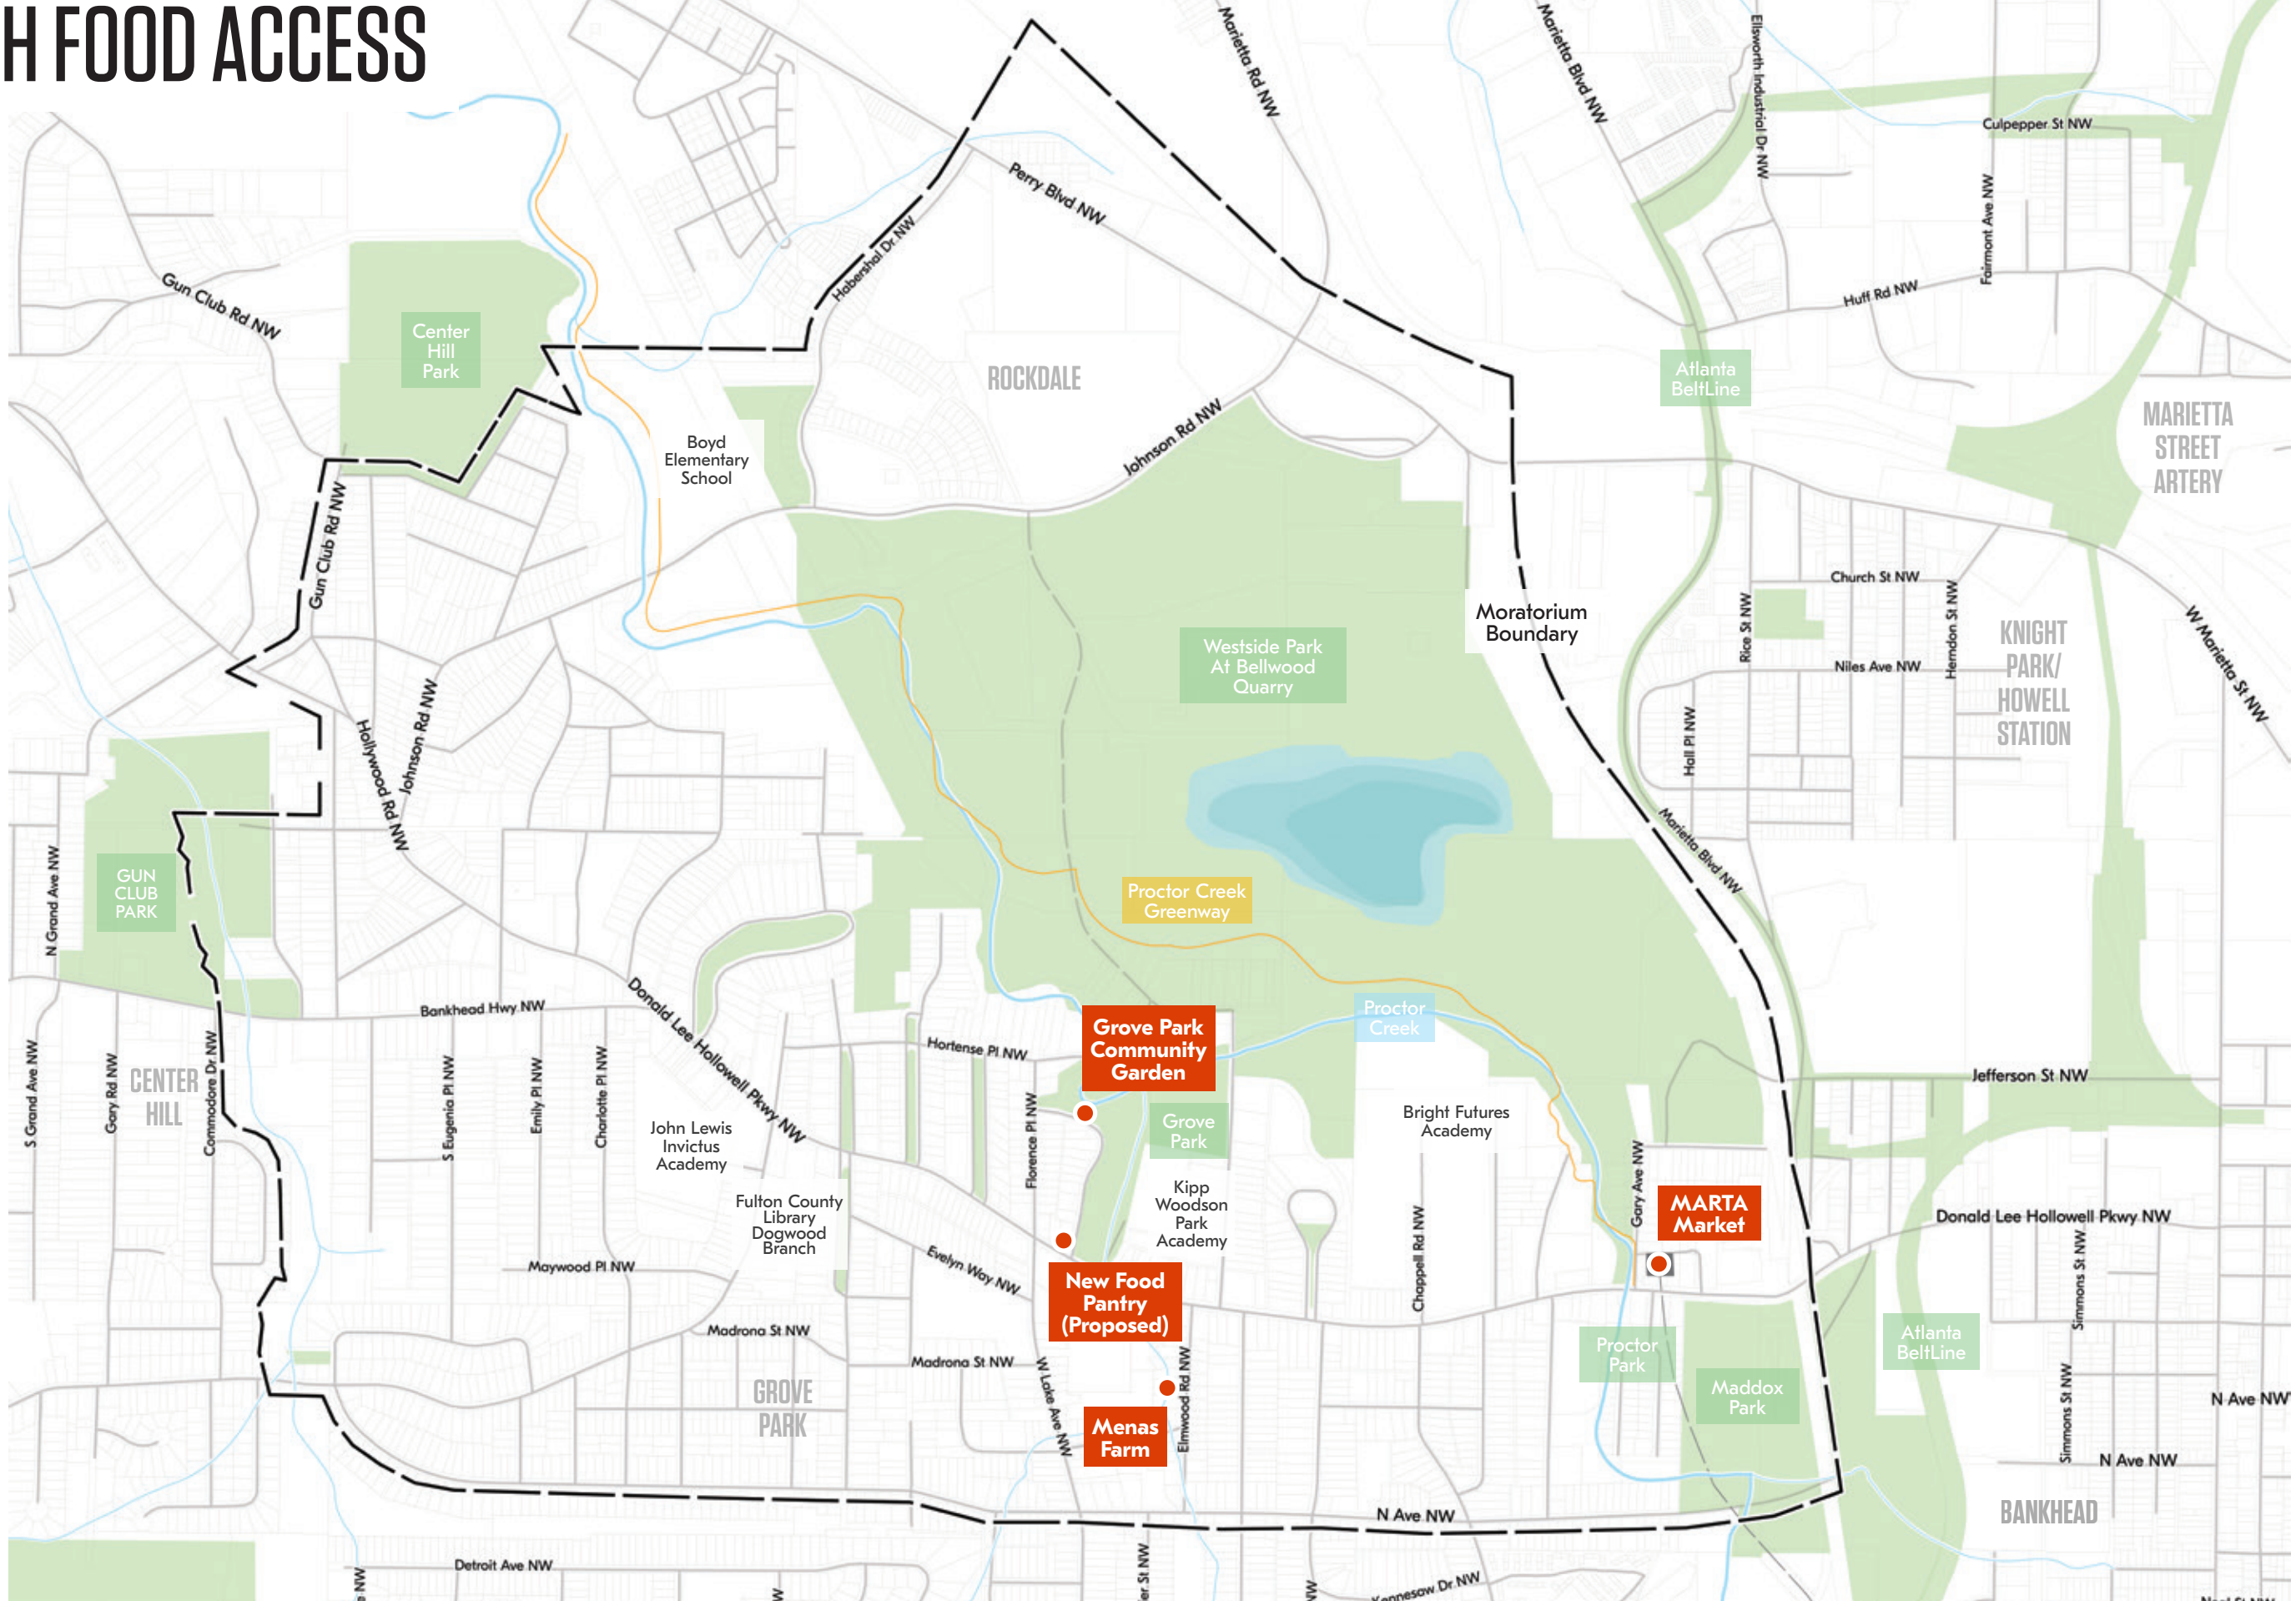 H FOOD ACCESS
Marietta Rd NW
Marietta Blvd NW
Ellsworth Industrial Dr NW
Culpepper St NW
Perry Blvd NW
Fairmont Ave NW
Habershal Dr NW
Gun Club Rd NW
Huff Rd NW
Center
Hill
Park
ROCKDALE
Atlanta
BeltLine
MARIETTA
STREET
ARTERY
Johnson Rd NW
Boyd
Elementary
School
Gun Club Rd NW
Church St NW
Moratorium
Boundary
Rice St NW
Herndon St NW
KNIGHT
PARK/
HOWELL
STATION
W Marietta St NW
Westside Park
At Bellwood
Quarry
Niles Ave NW
Hall Pl NW
Hollywood Rd NW
Johnson Rd NW
Marietta Blvd NW
N Grand Ave NW
GUN
CLUB
PARK
Proctor Creek
Greenway
Donald Lee Hollowell Pkwy NW
Bankhead Hwy NW
Proctor
Creek
Grove Park
Community
Garden
Hortense Pl NW
S Grand Ave NW
Gary Rd NW
CENTER
HILL
Commodore Dr NW
S Eugenia Pl NW
Emily Pl NW
Charlotte Pl NW
Jefferson St NW
John Lewis
Invictus
Academy
Florence Pl NW
Grove
Park
Bright Futures
Academy
Fulton County
Library
Dogwood
Branch
Kipp
Woodson
Park
Academy
Gary Ave NW
MARTA
Market
Donald Lee Hollowell Pkwy NW
Chappell Rd NW
Simmons St NW
Evelyn Way NW
Maywood Pl NW
New Food
Pantry
(Proposed)
Madrona St NW
Madrona St NW
Proctor
Park
Atlanta
BeltLine
W Lake Ave NW
Elmwood Rd NW
GROVE
PARK
Maddox
Park
Simmons St NW
N Ave NW
Menas
Farm
N Ave NW
N Ave NW
BANKHEAD
Detroit Ave NW
er St NW
Kennesaw Dr NW
NW
NW